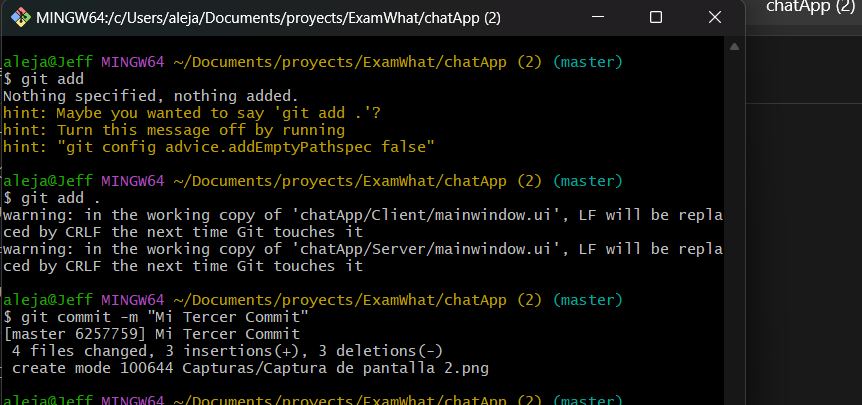 MINGW64:/c/Users/aleja/Documents/proyects/ExamWhat/chatApp (2)
chatApp (2)
aleja@Jeff MINGW64 ~/Documents/proyects/ExamWhat/chatApp (2) (master)
$ git add
Nothing specified, nothing added.
hint: Maybe you wanted to say 'git add .'?
hint: Turn this message off by running
hint: "git config advice.addEmptyPathspec false"
aleja@Jeff MINGW64 ~/Documents/proyects/ExamWhat/chatApp (2) (master)
$ git add .
warning: in the working copy of 'chatApp/Client/mainwindow.ui', LF will be repla
ced by CRLF the next time Git touches it
warning: in the working copy of 'chatApp/Server/mainwindow.ui', LF will be repla
ced by CRLF the next time Git touches it
aleja@Jeff MINGW64 ~/Documents/proyects/ExamWhat/chatApp (2) (master)
$ git commit -m "Mi Tercer Commit"
[master 6257759] Mi Tercer Commit
4 files changed, 3 insertions(+), 3 deletions(-)
create mode 100644 Capturas/Captura de pantalla 2.png
aleja@Jeff MINGW64 ~/Documents/proyects/ExamWhat/chatApp (2) (master)